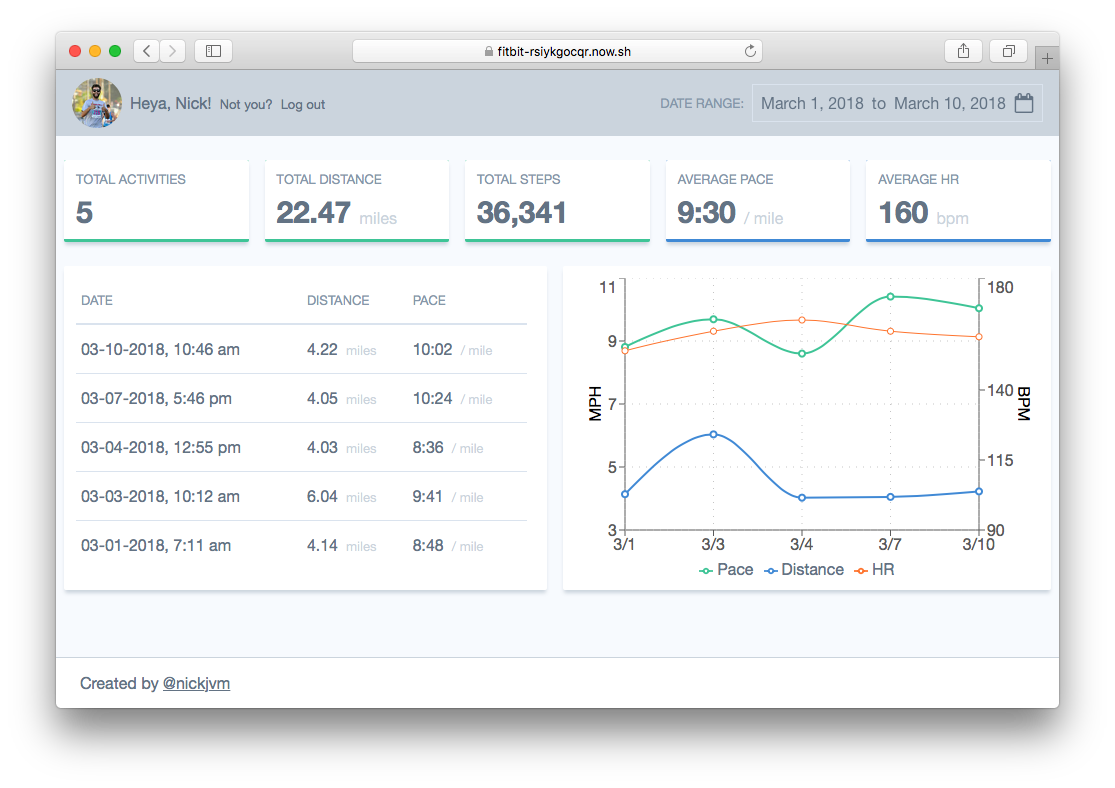 fitbit-rsiykgocqr.now.sh
Heya, Nick! Not you? Log out
DATE RANGE: March 1, 2018 to March 10, 2018
TOTAL ACTIVITIES
5
TOTAL DISTANCE
22.47 miles
TOTAL STEPS
36,341
AVERAGE PACE
9:30 / mile
AVERAGE HR
160 bpm
DATE DISTANCE PACE
03-10-2018, 10:46 am 4.22 miles 10:02 / mile
03-07-2018, 5:46 pm 4.05 miles 10:24 / mile
03-04-2018, 12:55 pm 4.03 miles 8:36 / mile
03-03-2018, 10:12 am 6.04 miles 9:41 / mile
03-01-2018, 7:11 am 4.14 miles 8:48 / mile
MPH
11
9
7
5
3
180
140
115
90
BPM
3/1 3/3 3/4 3/7 3/10
Pace Distance HR
Created by @nickjvm